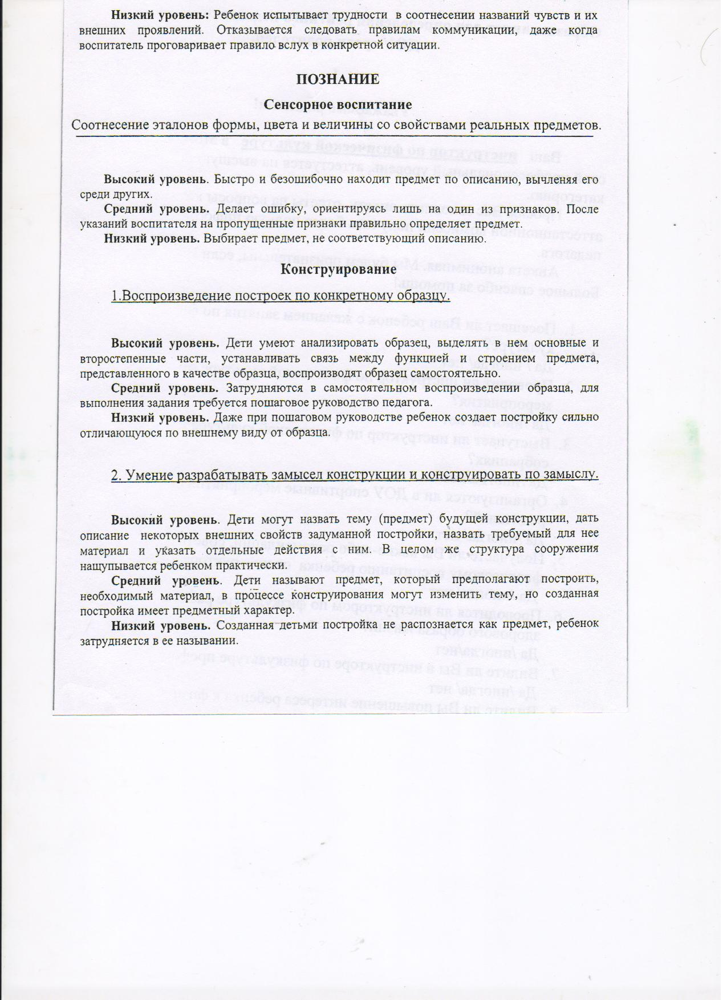 Низкий уровень: Ребенок испытывает трудности в соотнесении названий чувств и их
внешних проявлений. Отказывается следовать правилам коммуникации, даже когда
воспитатель проговаривает правило вслух в конкретной ситуации.
ПОЗНАНИЕ
Сенсорное воспитание
Соотнесение эталонов формы, цвета и величины со свойствами реальных предметов.
Высокий уровень. Быстро и безошибочно находит предмет по описанию, вычленяя его
среди других.
Средний уровень. Делает ошибку, ориентируясь лишь на один из признаков. После
указаний воспитателя на пропущенные признаки правильно определяет предмет.
Низкий уровень. Выбирает предмет, не соответствующий описанию.
Конструирование
1.Воспроизведение построек по конкретному образцу.
Высокий уровень. Дети умеют анализировать образец, выделять в нем основные и
второстепенные части, устанавливать связь между функцией и строением предмета,
представленного в качестве образца, воспроизводят образец самостоятельно.
Средний уровень. Затрудняются в самостоятельном воспроизведении образца, для
выполнения задания требуется пошаговое руководство педагога.
Низкий уровень. Даже при пошаговом руководстве ребенок создает постройку сильно
отличающуюся по внешнему виду от образца.
2. Умение разрабатывать замысел конструкции и конструировать по замыслу.
Высокий уровень. Дети могут назвать тему (предмет) будущей конструкции, дать
описание некоторых внешних свойств задуманной постройки, назвать требуемый для нее
материал и указать отдельные действия с ним. В целом же структура сооружения
нащупывается ребенком практически.
Средний уровень. Дети называют предмет, который предполагают построить,
необходимый материал, в процессе конструирования могут изменить тему, но созданная
постройка имеет предметный характер.
Низкий уровень. Созданная детьми постройка не распознается как предмет, ребенок
затрудняется в ее назывании.